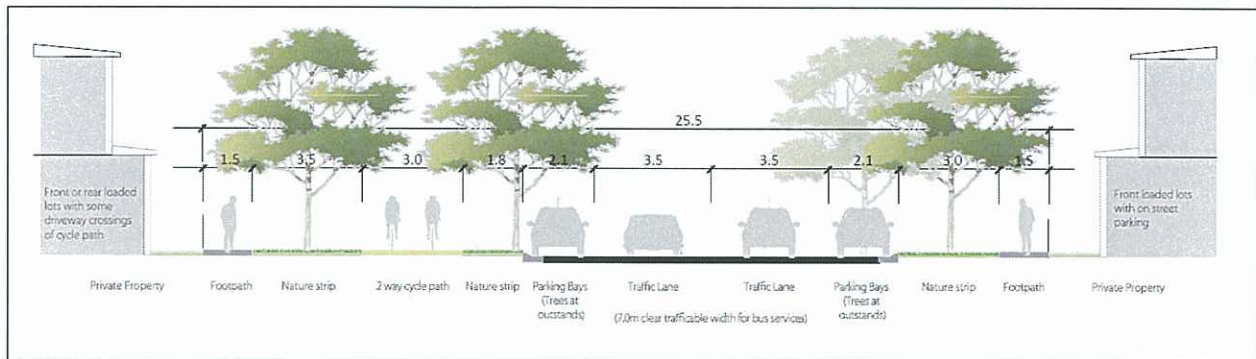 25.5
1.5 3.5 3.0 1.8 2.1 3.5 3.5 2.1 3.0 1.5
Front or rear loaded
lots with some
driveway crossings
of cycle path
Front loaded lots
with on street
parking
Private Property
Footpath
Nature strip
2 way cycle path
Nature strip
Parking Bays
(Trees at
outstands)
Traffic Lane
Traffic Lane
(7.0m clear trafficable width for bus services)
Parking Bays
(Trees at
outstands)
Nature strip
Footpath
Private Property